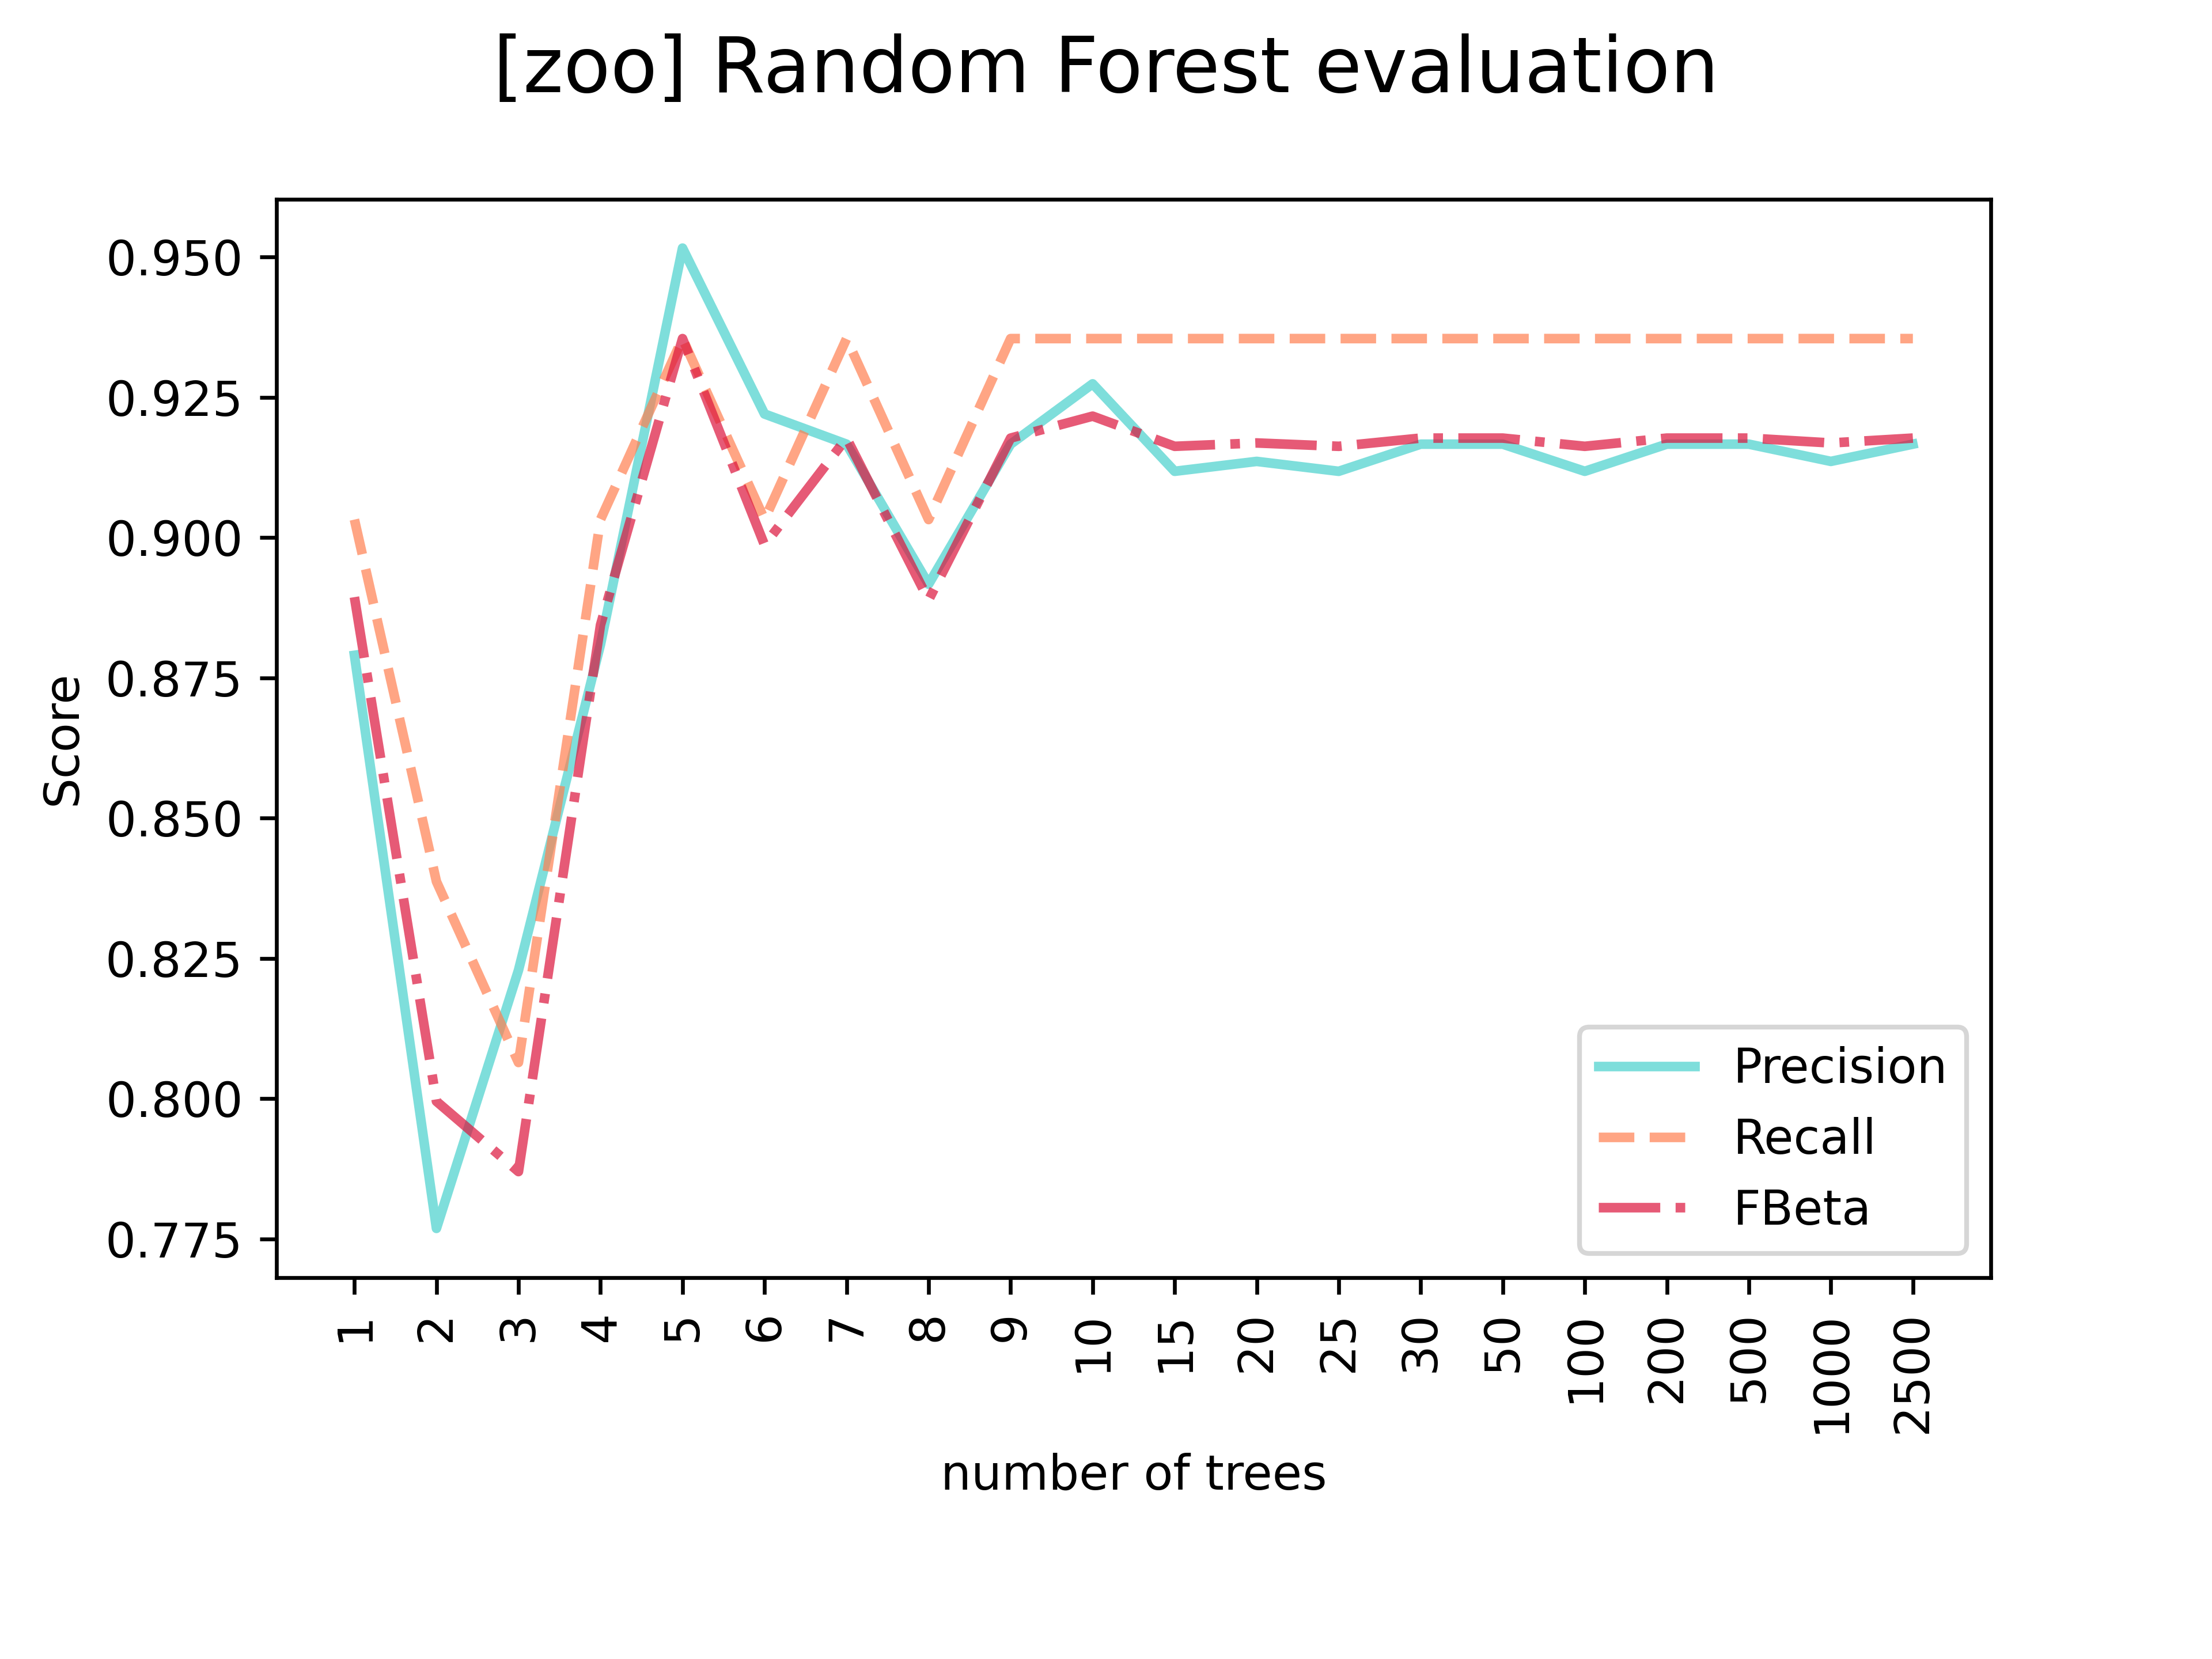 [zoo] Random Forest evaluation
0.950
0.925
0.900
0.875
0.850
0.825
0.800
0.775
Score
Precision
Recall
FBeta
1 2 3 4 5 6 7 8 9 10 15 20 25 30 50 100 200 500 1000 2500
number of trees